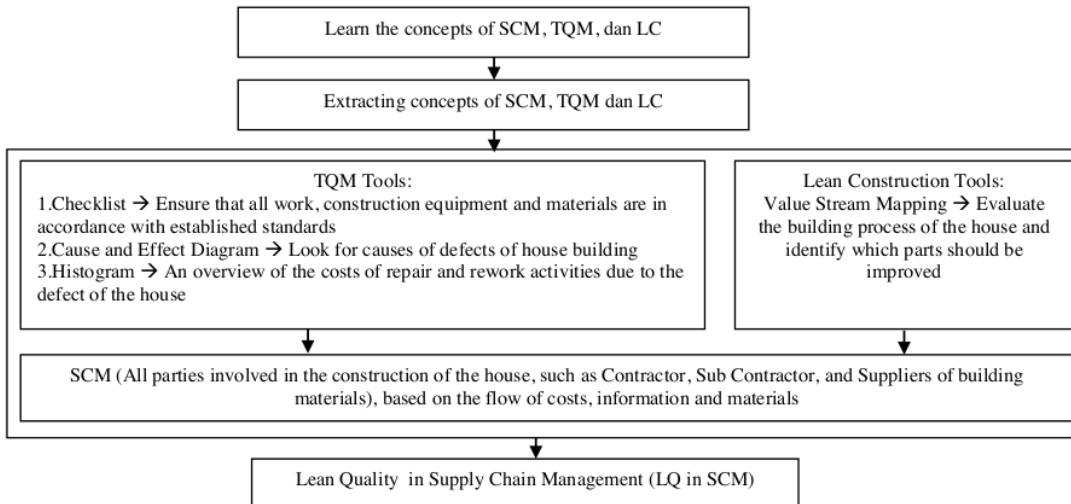 Learn the concepts of SCM, TQM, dan LC
Extracting concepts of SCM, TQM dan LC
TQM Tools:
1.Checklist → Ensure that all work, construction equipment and materials are in
accordance with established standards
2.Cause and Effect Diagram → Look for causes of defects of house building
3.Histogram → An overview of the costs of repair and rework activities due to the
defect of the house
Lean Construction Tools:
Value Stream Mapping → Evaluate
the building process of the house and
identify which parts should be
improved
SCM (All parties involved in the construction of the house, such as Contractor, Sub Contractor, and Suppliers of building
materials), based on the flow of costs, information and materials
Lean Quality in Supply Chain Management (LQ in SCM)